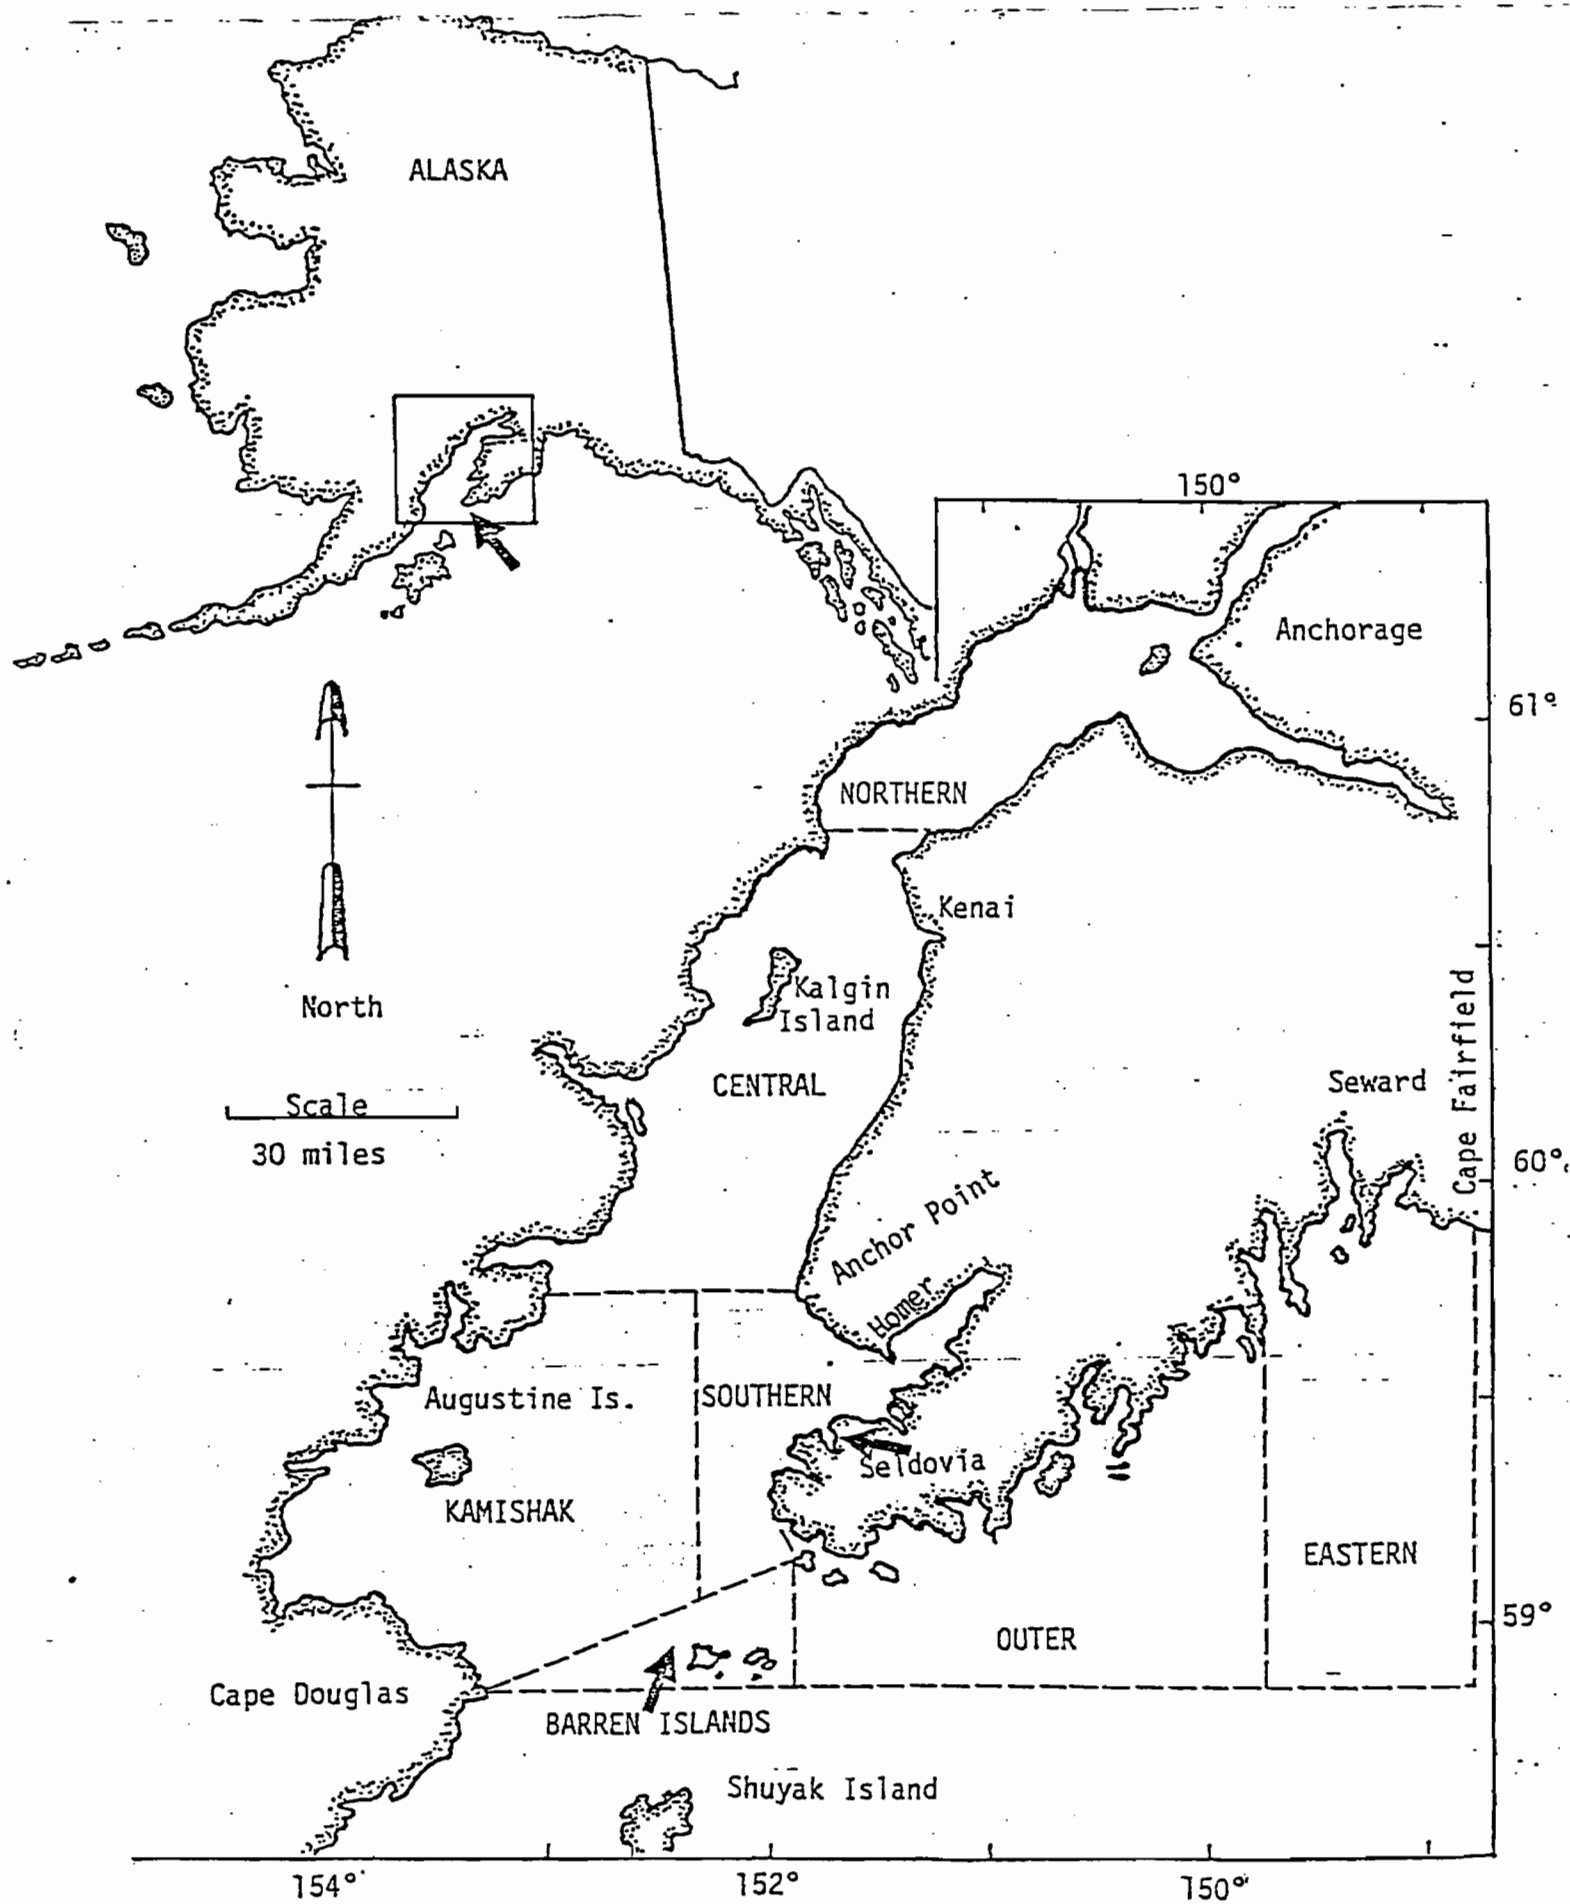 ALASKA
150°
Anchorage
61°
NORTHERN
Kenai
Kalgin
Island
North
CENTRAL
Seward
Cape Fairfield
Scale
30 miles
60°
Anchor Point
Homer
Augustine Is.
SOUTHERN
Seldovia
KAMISHAK
EASTERN
59°
OUTER
Cape Douglas
BARREN ISLANDS
Shuyak Island
154°
152°
150°